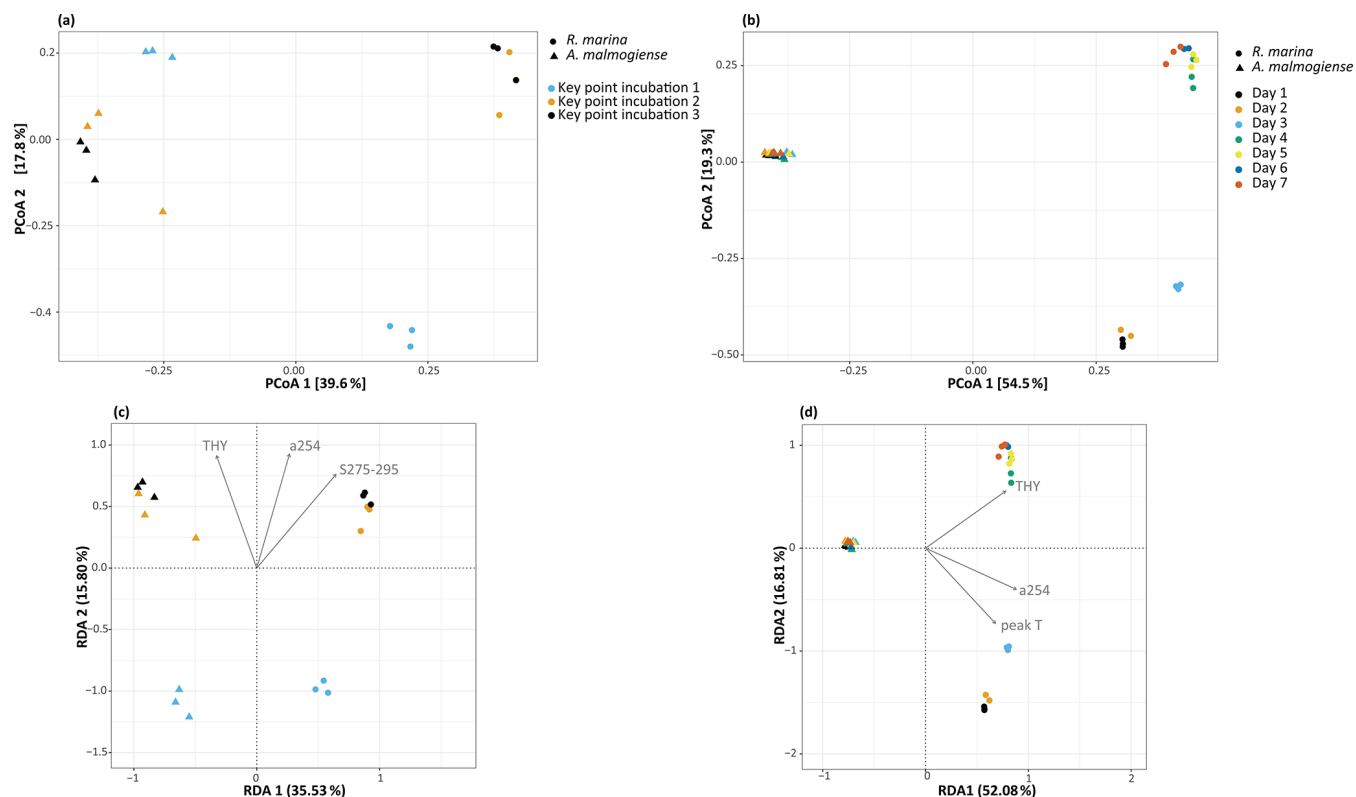 (a)
0.2
0.00
−0.25
−0.4
PCoA 2 [17.8%]
−0.25
0.00
0.25
PCoA 1 [39.6%]
R. marina
A. malmogiense
Key point incubation 1
Key point incubation 2
Key point incubation 3
(b)
0.25
0.00
−0.25
−0.50
PCoA 2 [19.3%]
−0.25
0.00
0.25
PCoA 1 [54.5%]
R. marina
A. malmogiense
Day 1
Day 2
Day 3
Day 4
Day 5
Day 6
Day 7
(c)
THY
a254
S275-295
1.0
0.5
0.0
−0.5
−1.0
−1.5
RDA 2 (15.80%)
−1
0
1
RDA 1 (35.53%)
(d)
THY
a254
peak T
1
0
−1
−2
RDA2 (16.81%)
−1
0
1
2
RDA1 (52.08%)